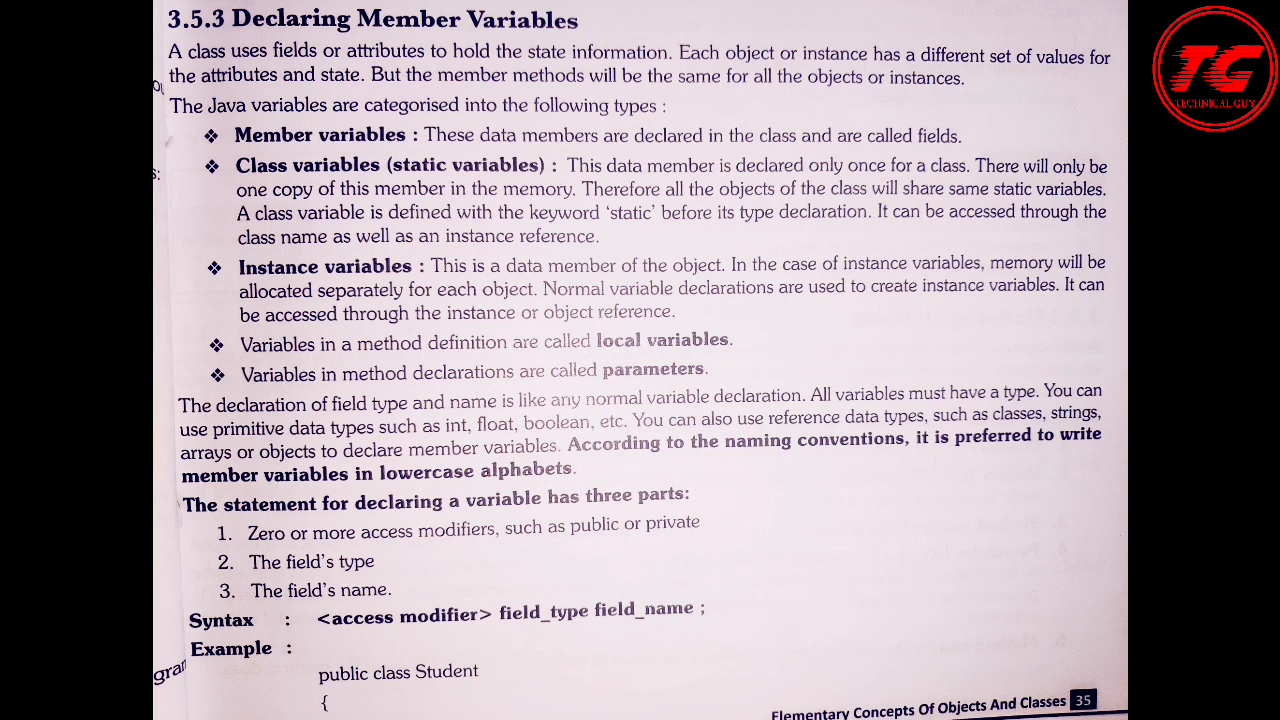 3.5.3 Declaring Member Variables
A class uses fields or attributes to hold the state information. Each object or instance has a different set of values for
the attributes and state. But the member methods will be the same for all the objects or instances.
The Java variables are categorised into the following types :
❖ Member variables : These data members are declared in the class and are called fields.
❖ Class variables (static variables) : This data member is declared only once for a class. There will only be
one copy of this member in the memory. Therefore all the objects of the class will share same static variables.
A class variable is defined with the keyword ‘static’ before its type declaration. It can be accessed through the
class name as well as an instance reference.
❖ Instance variables : This is a data member of the object. In the case of instance variables, memory will be
allocated separately for each object. Normal variable declarations are used to create instance variables. It can
be accessed through the instance or object reference.
❖ Variables in a method definition are called local variables.
❖ Variables in method declarations are called parameters.
The declaration of field type and name is like any normal variable declaration. All variables must have a type. You can
use primitive data types such as int, float, boolean, etc. You can also use reference data types, such as classes, strings,
arrays or objects to declare member variables. According to the naming conventions, it is preferred to write
member variables in lowercase alphabets.
The statement for declaring a variable has three parts:
1. Zero or more access modifiers, such as public or private
2. The field’s type
3. The field’s name.
Syntax : <access modifier> field_type field_name ;
Example :
public class Student
{
Elementary Concepts Of Objects And Classes 35
TG
TECHNICAL GUY